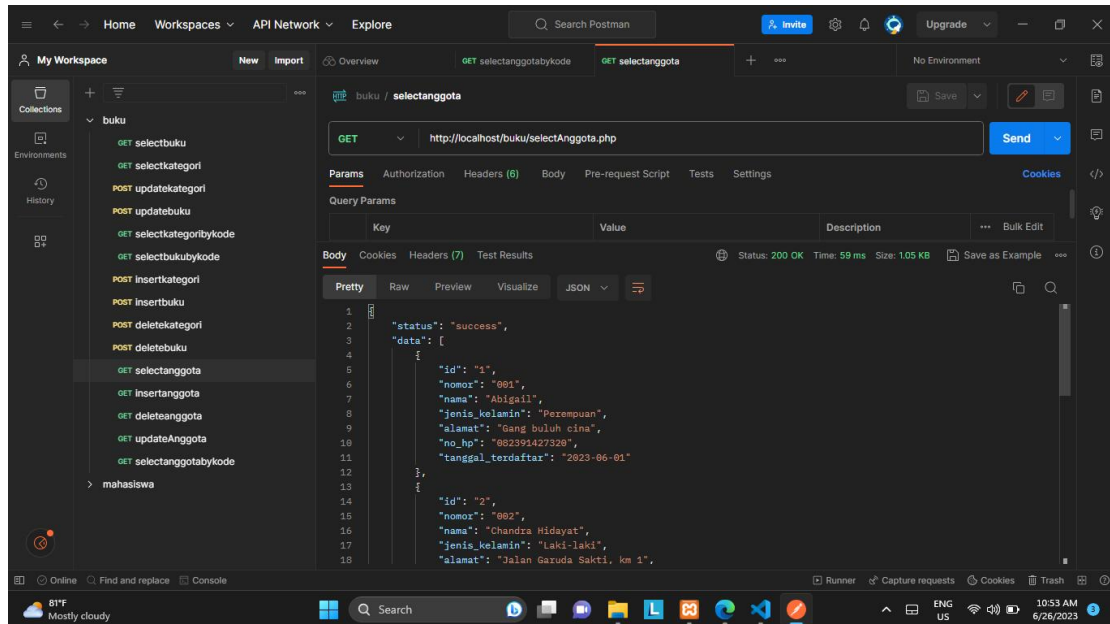 Home Workspaces API Network Explore Search Postman Invite Upgrade
My Workspace New Import Overview GET selectanggotabykode GET selectanggota No Environment
Collections
Environments
History
buku
GET selectbuku
GET selectkategori
POST updatekategori
POST updatebuku
GET selectkategoribykode
GET selectbukubykode
POST insertkategori
POST insertbuku
POST deletekategori
POST deletebuku
GET selectanggota
GET insertanggota
GET deleteanggota
GET updateAnggota
GET selectanggotabykode
mahasiswa
HTTP buku / selectanggota Save
GET http://localhost/buku/selectAnggota.php Send
Params Authorization Headers (6) Body Pre-request Script Tests Settings Cookies
Query Params
Key Value Description Bulk Edit
Body Cookies Headers (7) Test Results Status: 200 OK Time: 59 ms Size: 1.05 KB Save as Example
Pretty Raw Preview Visualize JSON
1 {
2 "status": "success",
3 "data": [
4 {
5 "id": "1",
6 "nomor": "001",
7 "nama": "Abigail",
8 "jenis_kelamin": "Perempuan",
9 "alamat": "Gang buluh cina",
10 "no_hp": "082391427320",
11 "tanggal_terdaftar": "2023-06-01"
12 },
13 {
14 "id": "2",
15 "nomor": "002",
16 "nama": "Chandra Hidayat",
17 "jenis_kelamin": "Laki-laki",
18 "alamat": "Jalan Garuda Sakti, km 1",
Online Find and replace Console Runner Capture requests Cookies Trash
81°F
Mostly cloudy
Search
ENG
US
10:53 AM
6/26/2023
3